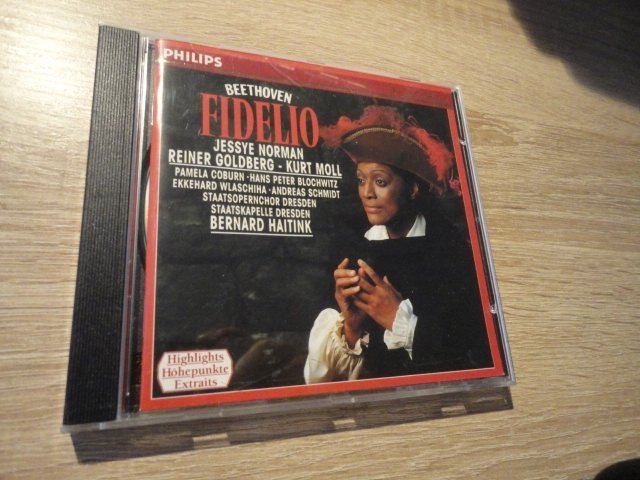 PHILIPS
BEETHOVEN
FIDELIO
JESSYE NORMAN
REINER GOLDBERG - KURT MOLL
PAMELA COBURN · HANS PETER BLOCHWITZ
EKKEHARD WLASCHIHA · ANDREAS SCHMIDT
STAATSOPERNCHOR DRESDEN
STAATSKAPELLE DRESDEN
BERNARD HAITINK
Highlights
Höhepunkte
Extraits